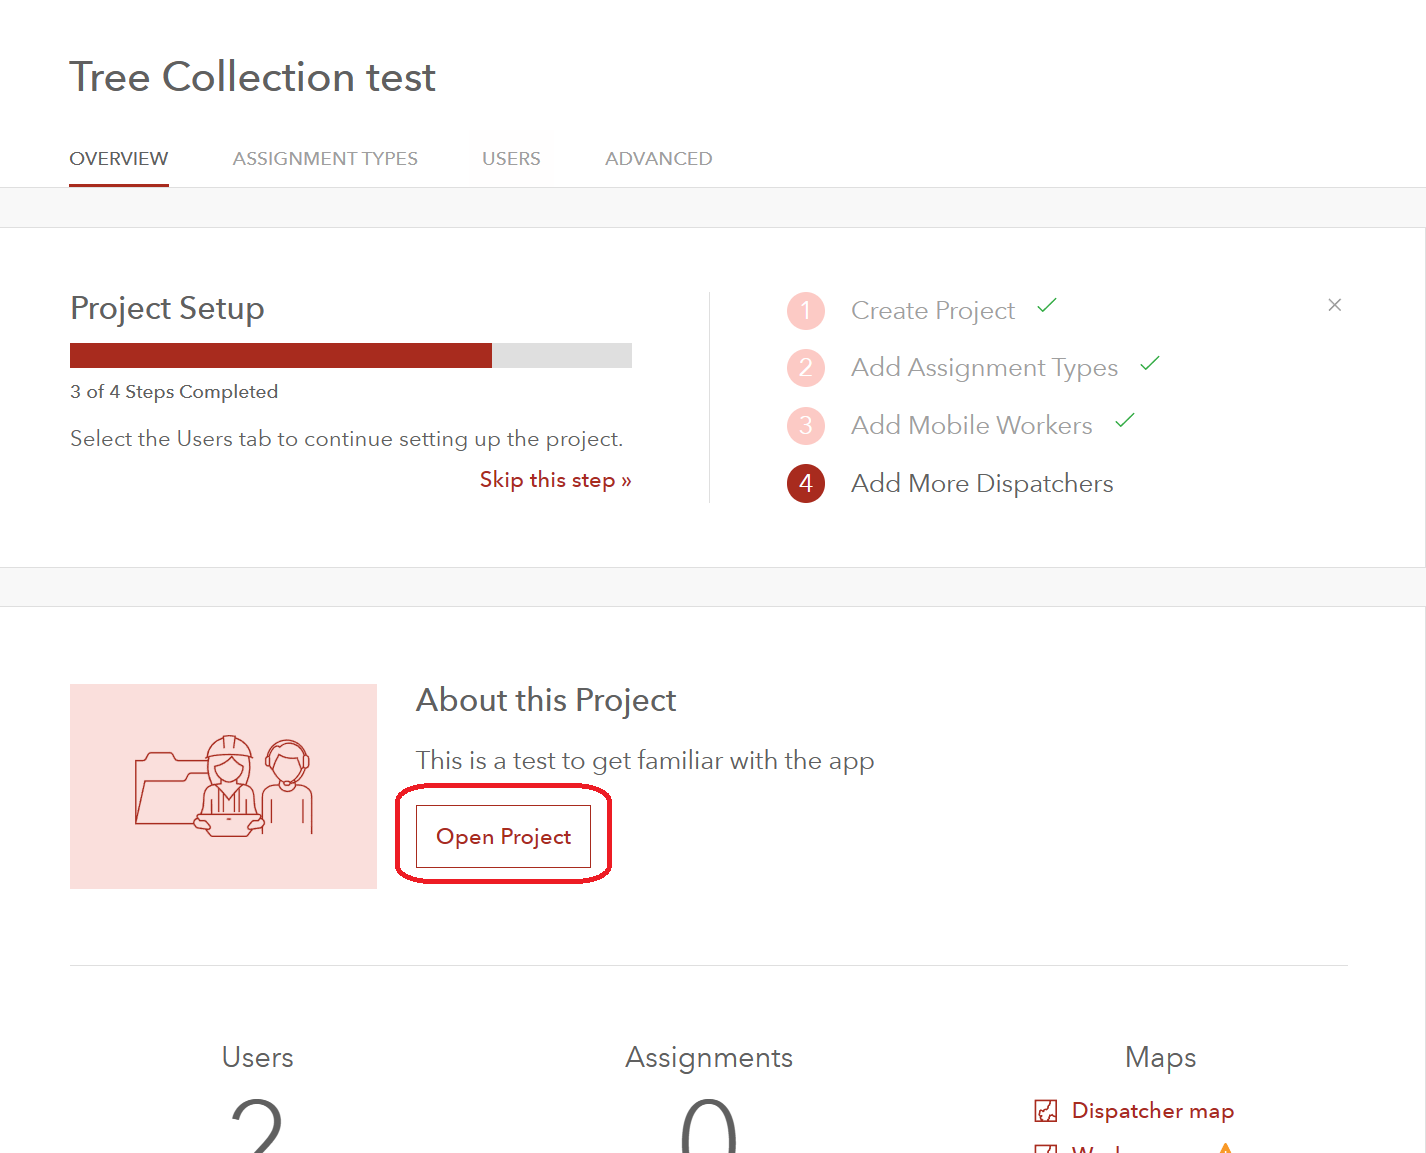 Tree Collection test
OVERVIEW ASSIGNMENT TYPES USERS ADVANCED
Project Setup
3 of 4 Steps Completed
Select the Users tab to continue setting up the project.
Skip this step »
1 Create Project
2 Add Assignment Types
3 Add Mobile Workers
4 Add More Dispatchers
About this Project
This is a test to get familiar with the app
Open Project
Users Assignments Maps
2 0
Dispatcher map